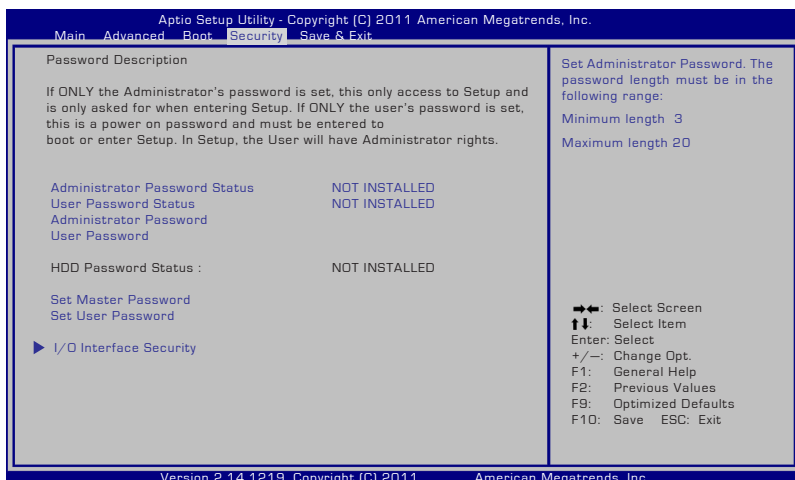 Aptio Setup Utility - Copyright (C) 2011 American Megatrends, Inc.
Main Advanced Boot Security Save & Exit
Password Description
If ONLY the Administrator's password is set, this only access to Setup and
is only asked for when entering Setup. If ONLY the user's password is set,
this is a power on password and must be entered to
boot or enter Setup. In Setup, the User will have Administrator rights.
Administrator Password Status NOT INSTALLED
User Password Status NOT INSTALLED
Administrator Password
User Password
HDD Password Status : NOT INSTALLED
Set Master Password
Set User Password
I/O Interface Security
Set Administrator Password. The
password length must be in the
following range:
Minimum length 3
Maximum length 20
→←: Select Screen
↑↓: Select Item
Enter: Select
+/—: Change Opt.
F1: General Help
F2: Previous Values
F9: Optimized Defaults
F10: Save ESC: Exit
Version 2.14.1219. Copyright (C) 2011 American Megatrends, Inc.